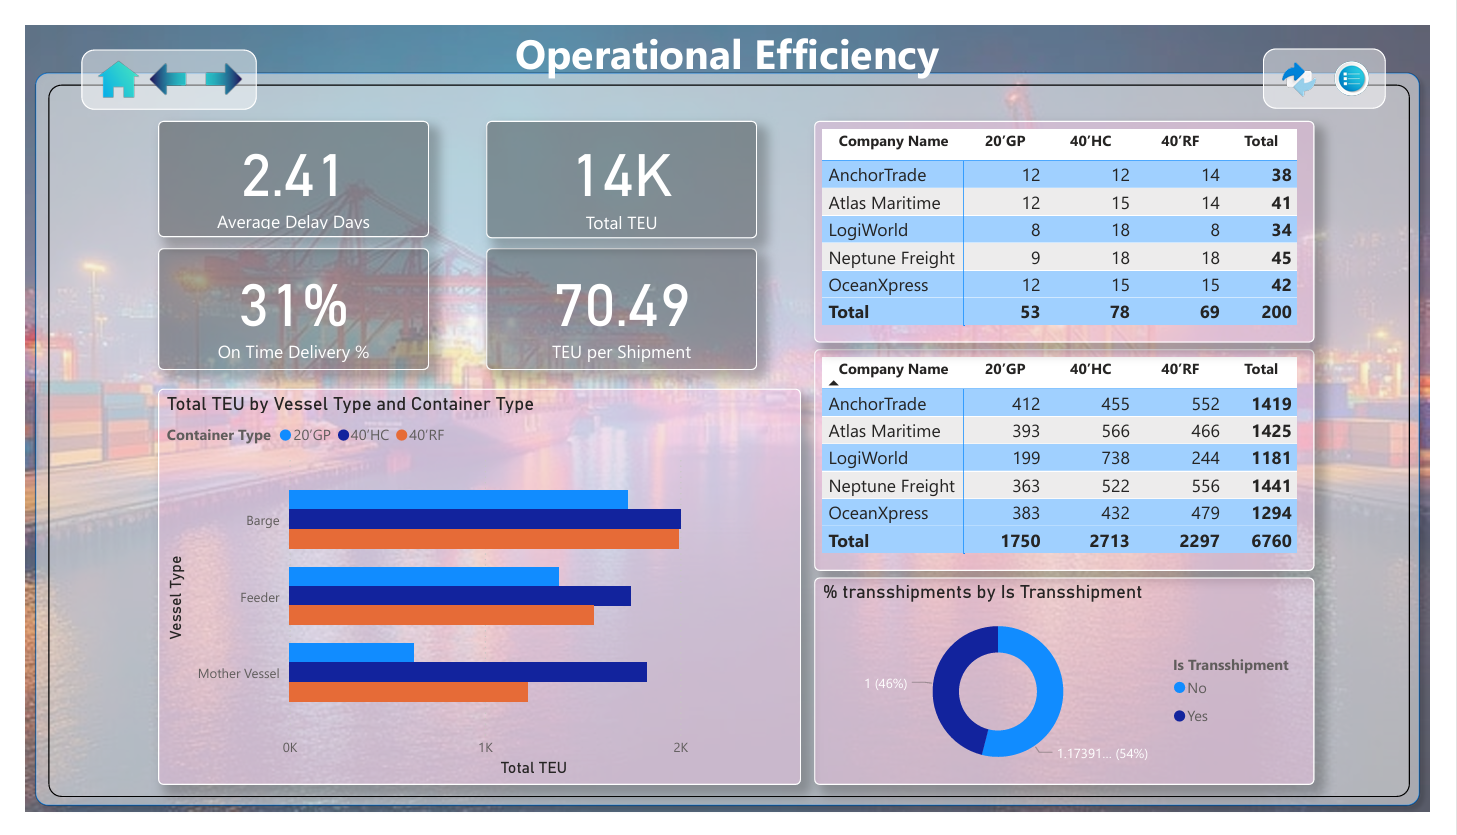 Operational Efficiency
2.41
Average Delay Days
14K
Total TEU
31%
On Time Delivery %
70.49
TEU per Shipment
Company Name 20'GP 40'HC 40'RF Total
AnchorTrade 12 12 14 38
Atlas Maritime 12 15 14 41
LogiWorld 8 18 8 34
Neptune Freight 9 18 18 45
OceanXpress 12 15 15 42
Total 53 78 69 200
Company Name 20'GP 40'HC 40'RF Total
AnchorTrade 412 455 552 1419
Atlas Maritime 393 566 466 1425
LogiWorld 199 738 244 1181
Neptune Freight 363 522 556 1441
OceanXpress 383 432 479 1294
Total 1750 2713 2297 6760
Total TEU by Vessel Type and Container Type
Container Type 20'GP 40'HC 40'RF
Vessel Type
Barge
Feeder
Mother Vessel
0K 1K 2K
Total TEU
% transshipments by Is Transshipment
1 (46%)
1.17391... (54%)
Is Transshipment
No
Yes